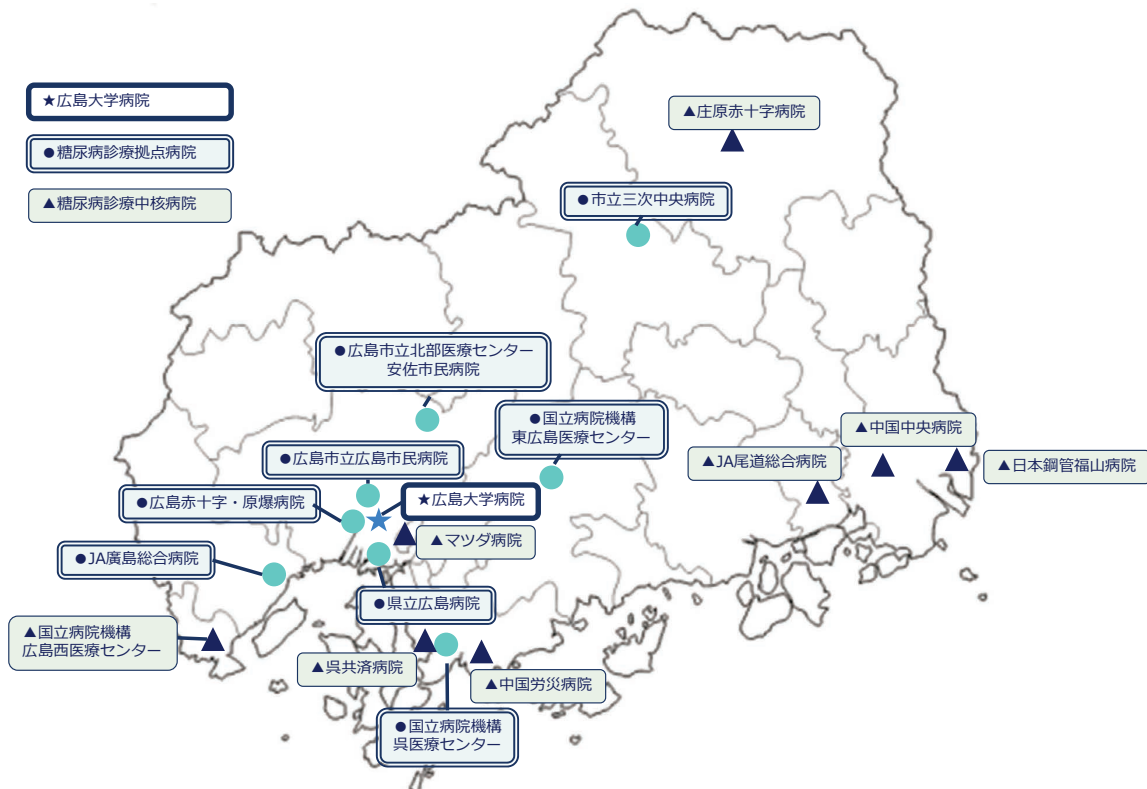 ★広島大学病院
●糖尿病診療拠点病院
▲糖尿病診療中核病院
▲庄原赤十字病院
●市立三次中央病院
●広島市立北部医療センター
安佐市民病院
●国立病院機構
東広島医療センター
▲中国中央病院
●広島市立広島市民病院
▲JA尾道総合病院
▲日本鋼管福山病院
●広島赤十字・原爆病院
★広島大学病院
▲マツダ病院
●JA廣島総合病院
●県立広島病院
▲国立病院機構
広島西医療センター
▲呉共済病院
▲中国労災病院
●国立病院機構
呉医療センター